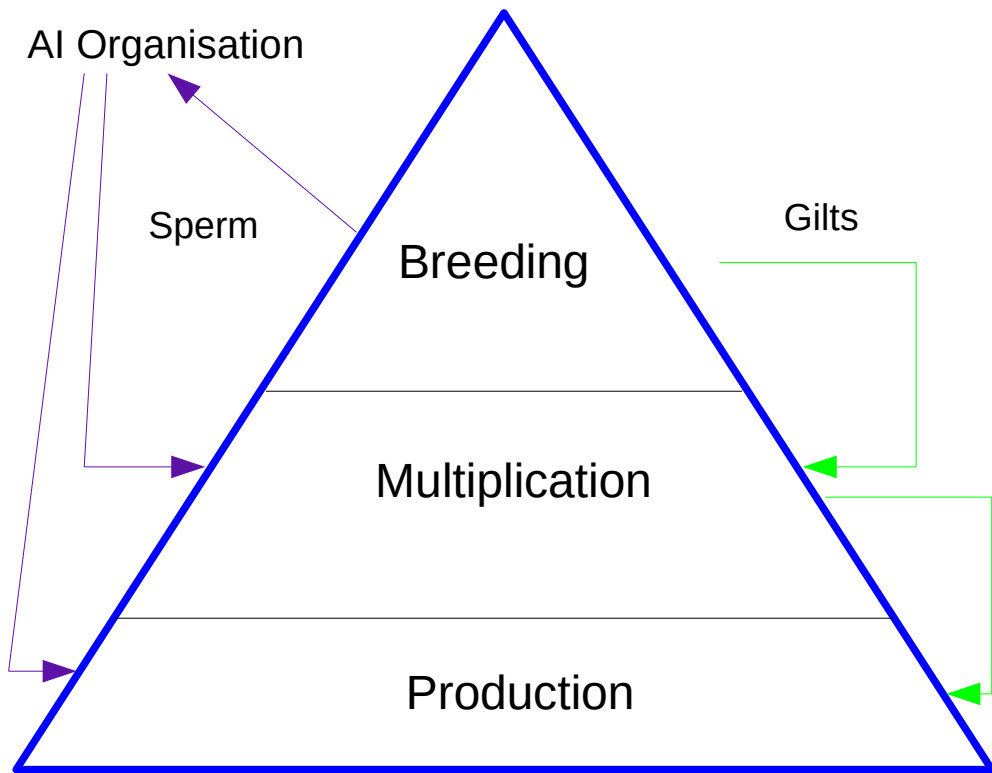 AI Organisation
Sperm
Gilts
Breeding
Multiplication
Production